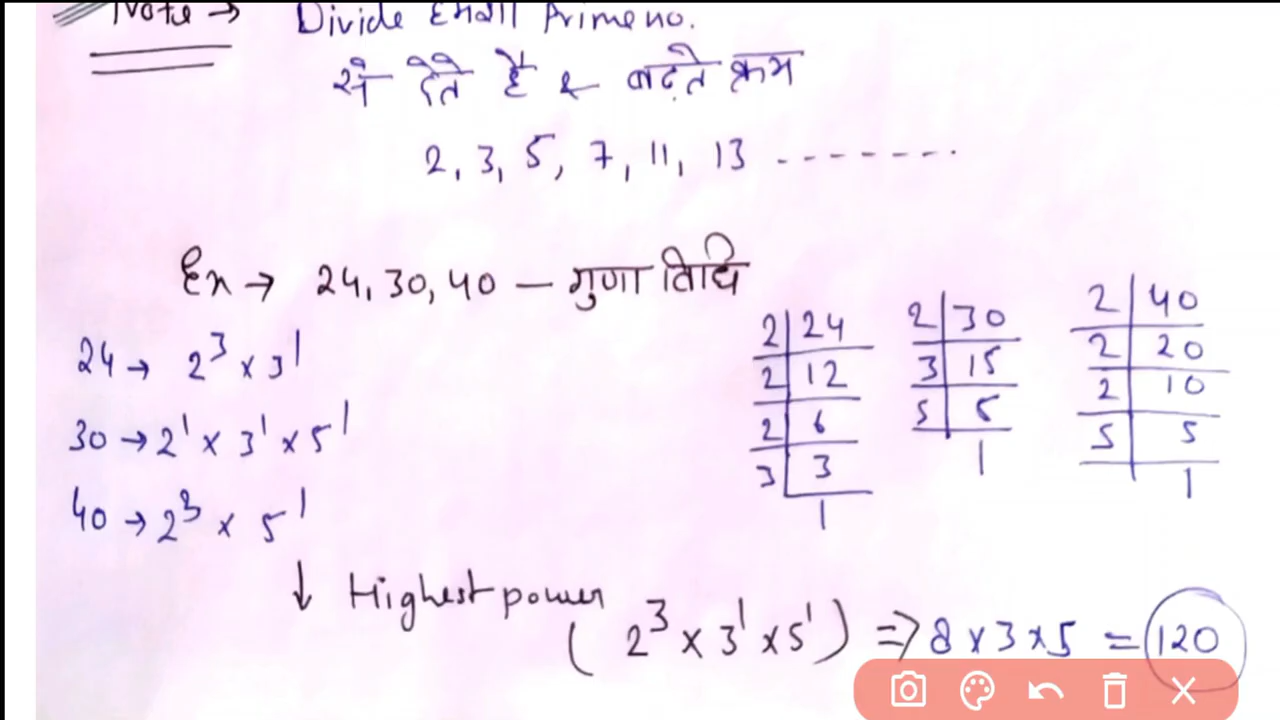 Note → Divide Small Prime no.
से देते है & बढ़ते क्रम
2, 3, 5, 7, 11, 13 --------
Ex → 24, 30, 40 — गुणा विधि
24 → 2³ × 3¹
30 → 2¹ × 3¹ × 5¹
40 → 2³ × 5¹
2 | 24
2 | 12
2 | 6
3 | 3
1
2 | 30
3 | 15
5 | 5
1
2 | 40
2 | 20
2 | 10
5 | 5
1
↓ Highest power
(2³ × 3¹ × 5¹) ⇒ 8 × 3 × 5 = 120